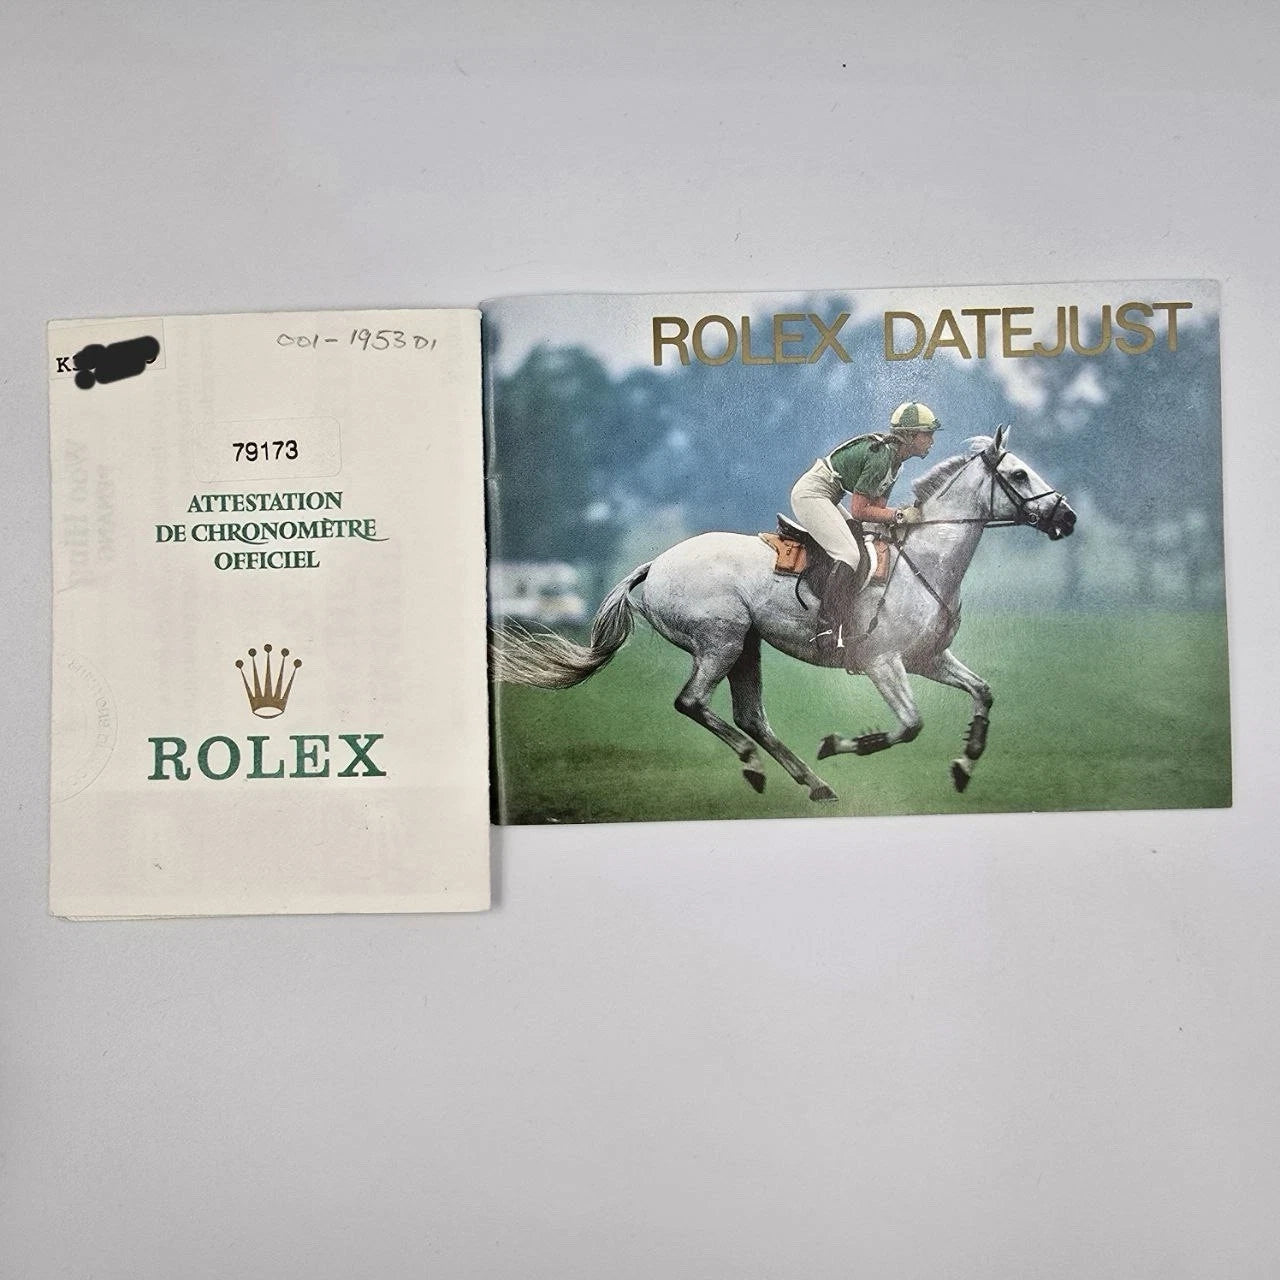 K
001-195301
79173
ATTESTATION
DE CHRONOMÈTRE
OFFICIEL
ROLEX
ROLEX DATEJUST